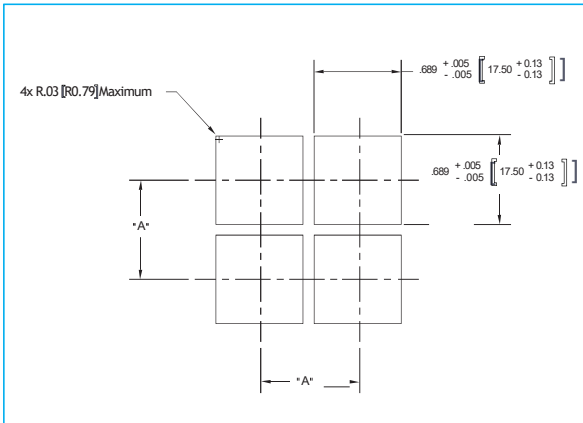 .689 + .005 - .005 [ 17.50 + 0.13 - 0.13 ]
4x R.03 [R0.79] Maximum
.689 + .005 - .005 [ 17.50 + 0.13 - 0.13 ]
"A"
"A"